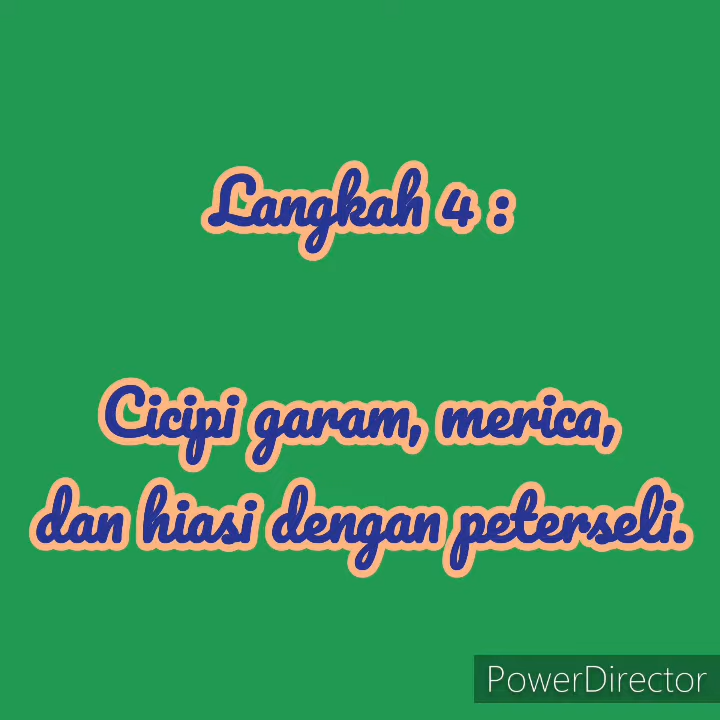 Langkah 4 :
Cicipi garam, merica,
dan hiasi dengan peterseli.
PowerDirector